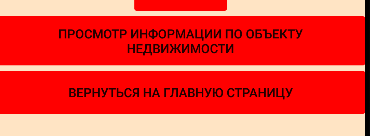 ПРОСМОТР ИНФОРМАЦИИ ПО ОБЪЕКТУ
НЕДВИЖИМОСТИ
ВЕРНУТЬСЯ НА ГЛАВНУЮ СТРАНИЦУ